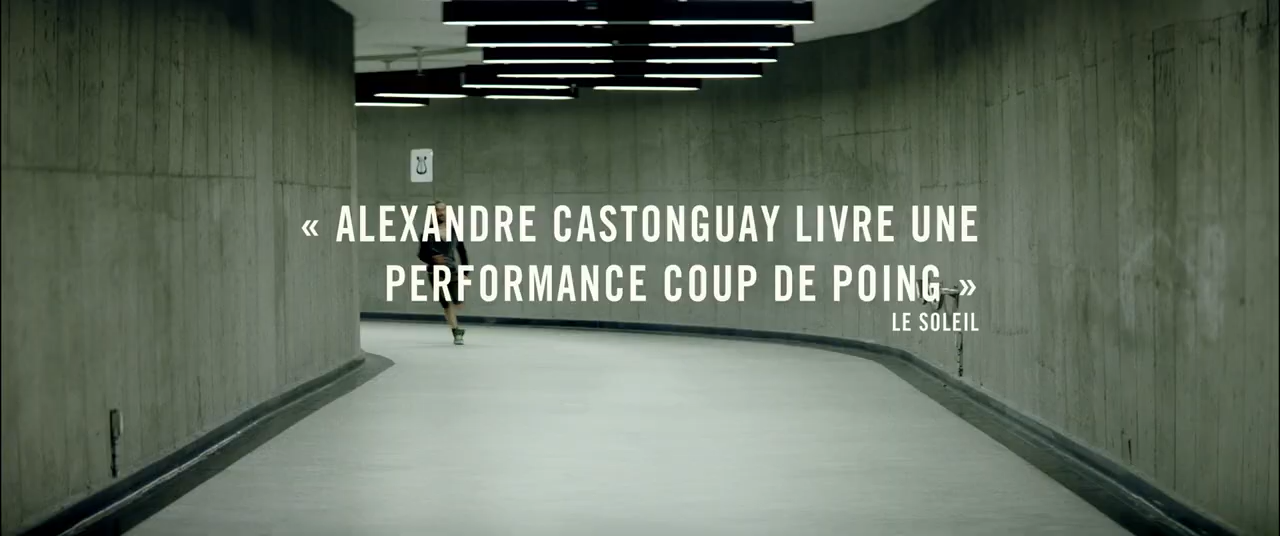 « ALEXANDRE CASTONGUAY LIVRE UNE
PERFORMANCE COUP DE POING »
LE SOLEIL